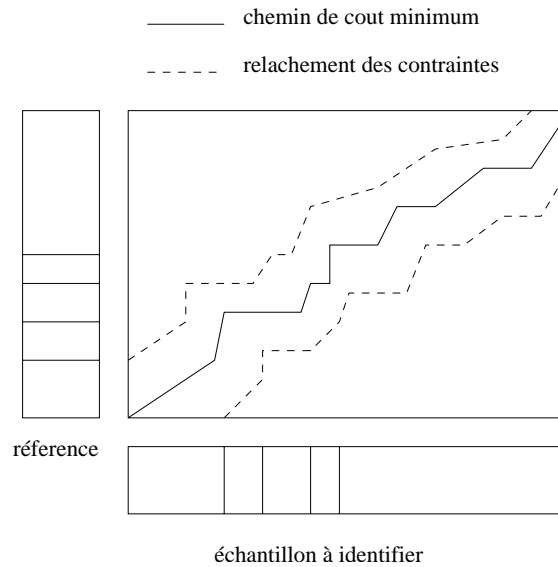 chemin de cout minimum
relachement des contraintes
réference
échantillon à identifier